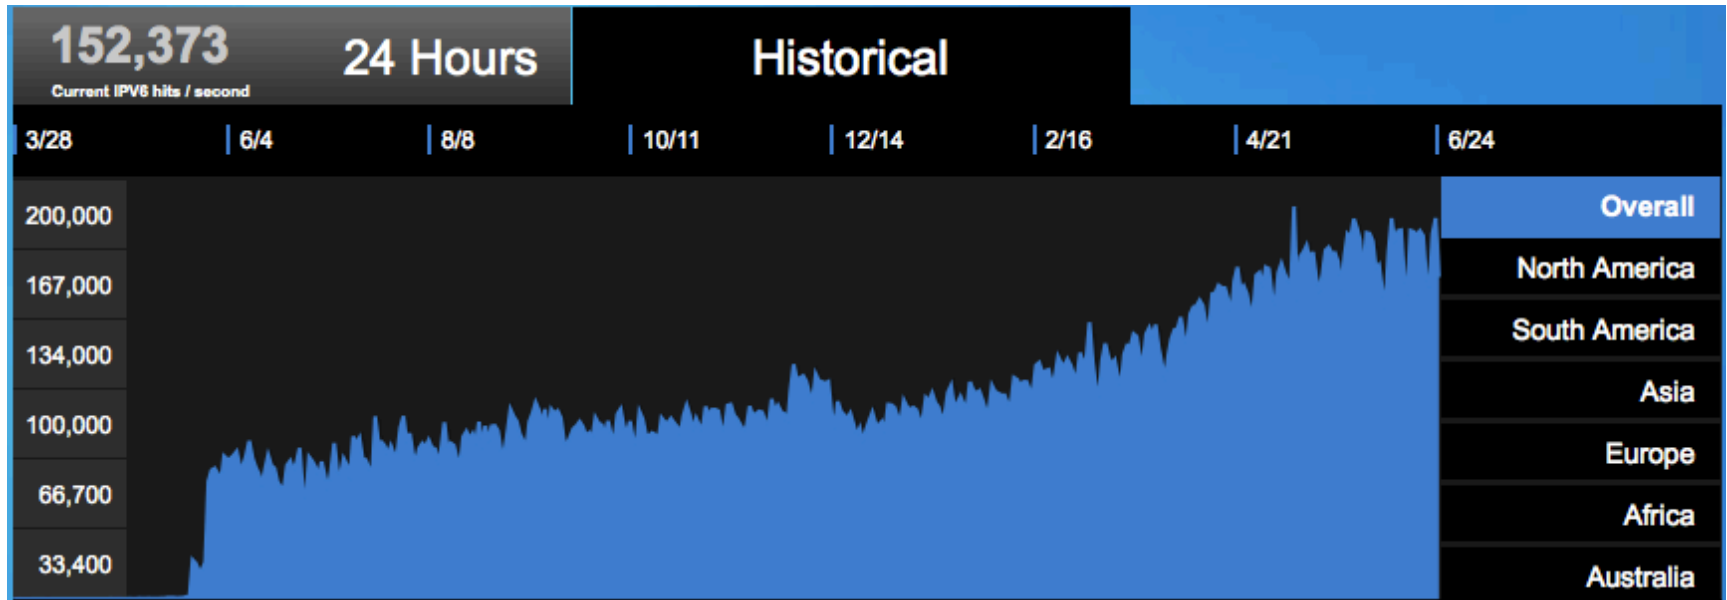 152,373
Current IPV6 hits / second
24 Hours
Historical
3/28
6/4
8/8
10/11
12/14
2/16
4/21
6/24
200,000
167,000
134,000
100,000
66,700
33,400
Overall
North America
South America
Asia
Europe
Africa
Australia